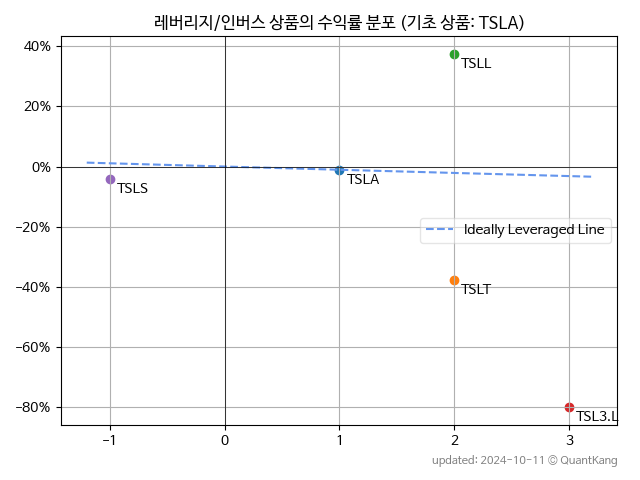 레버리지/인버스 상품의 수익률 분포 (기초 상품: TSLA)
40%
20%
0%
−20%
−40%
−60%
−80%
TSLL
TSLS
TSLA
Ideally Leveraged Line
TSLT
TSL3.L
−1
0
1
2
3
updated: 2024-10-11 © QuantKang